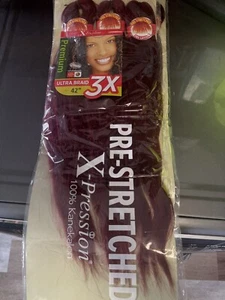 Premium
ULTRA BRAID
42"
3X
PRE-STRETCHED
X-pression
100% Kanekalon